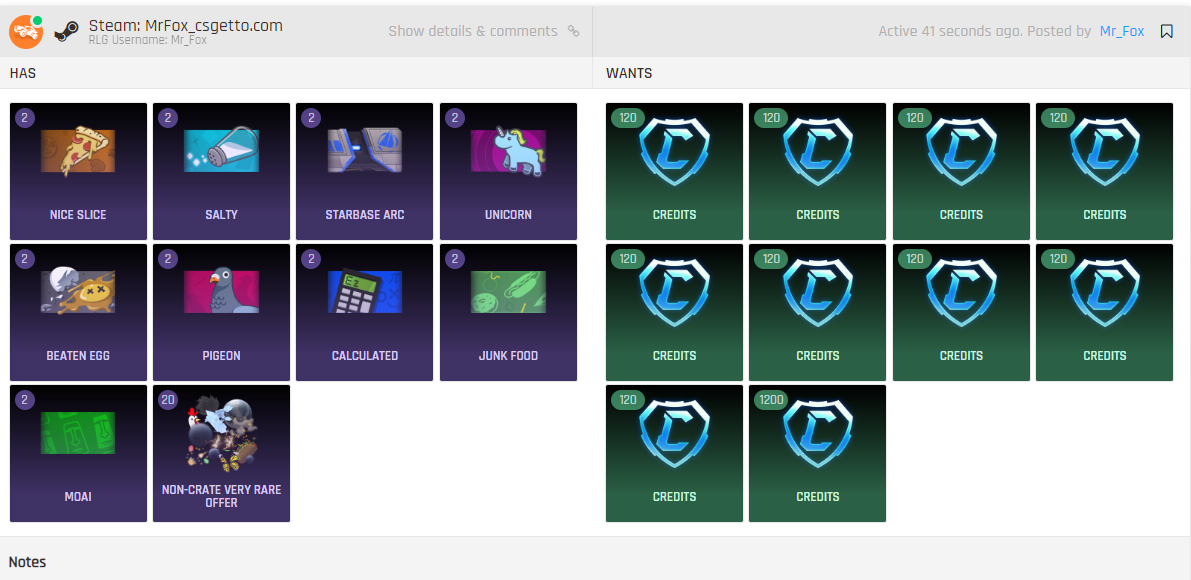 Steam: MrFox_csgetto.com
RLG Username: Mr_Fox
Show details & comments
Active 41 seconds ago. Posted by Mr_Fox
HAS
WANTS
2
NICE SLICE
2
SALTY
2
STARBASE ARC
2
UNICORN
2
BEATEN EGG
2
PIGEON
2
CALCULATED
2
JUNK FOOD
2
MOAI
20
NON-CRATE VERY RARE
OFFER
120
CREDITS
120
CREDITS
120
CREDITS
120
CREDITS
120
CREDITS
120
CREDITS
120
CREDITS
120
CREDITS
120
CREDITS
1200
CREDITS
Notes